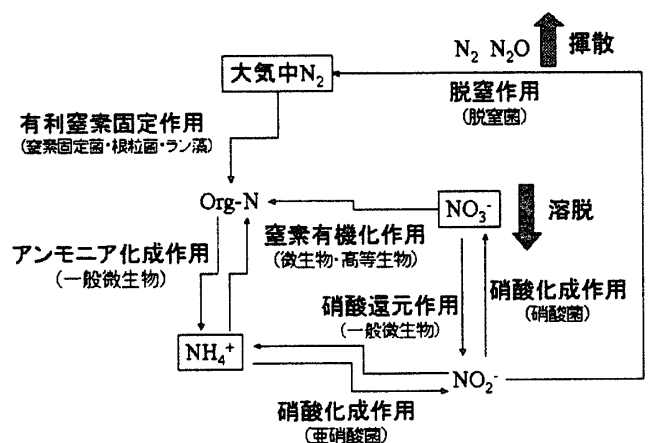 N₂ N₂O
揮散
大気中N₂
脱窒作用
(脱窒菌)
有利窒素固定作用
(窒素固定菌・根粒菌・ラン藻)
Org-N
NO₃⁻
溶脱
アンモニア化成作用
(一般微生物)
窒素有機化作用
(微生物・高等生物)
硝酸還元作用
(一般微生物)
硝酸化成作用
(硝酸菌)
NH₄⁺
NO₂⁻
硝酸化成作用
(亜硝酸菌)